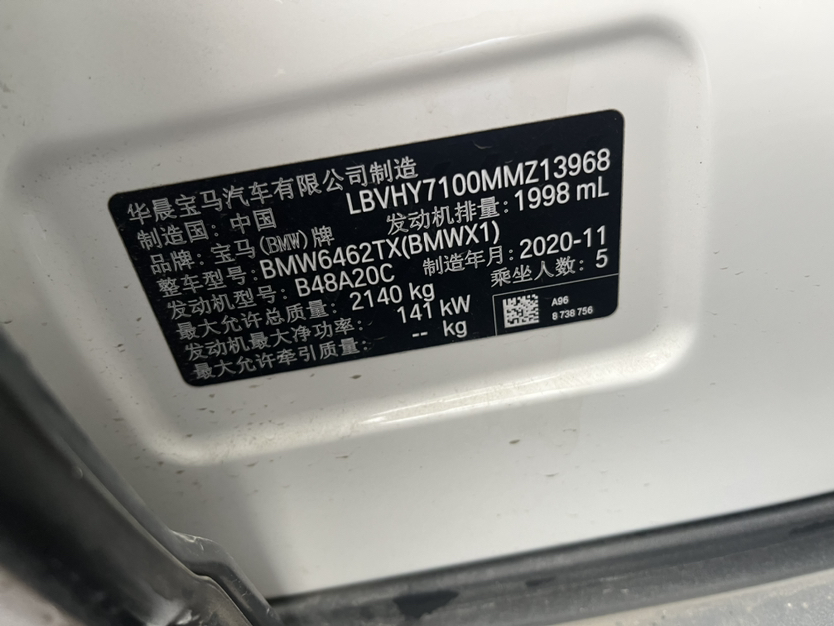 华晨宝马汽车有限公司制造
制造国: 中国 LBVHY7100MMZ13968
品牌: 宝马(BMW)牌 发动机排量: 1998 mL
整车型号: BMW6462TX(BMWX1)
发动机型号: B48A20C 制造年月: 2020-11
最大允许总质量: 2140 kg 乘坐人数: 5
发动机最大净功率: 141 kW
最大允许牵引质量: -- kg
A96
8 738 756